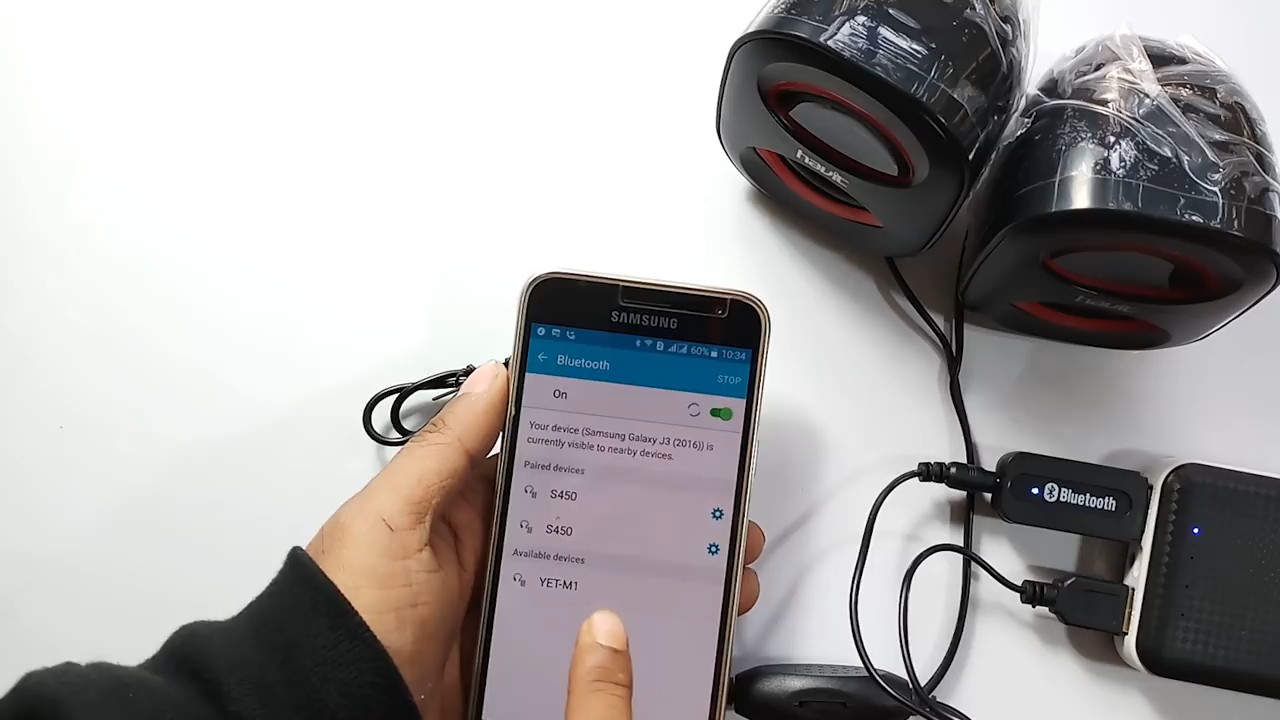 havit
havit
SAMSUNG
60% 10:34
Bluetooth
STOP
On
Your device (Samsung Galaxy J3 (2016)) is
currently visible to nearby devices.
Paired devices
S450
S450
Available devices
YET-M1
Bluetooth